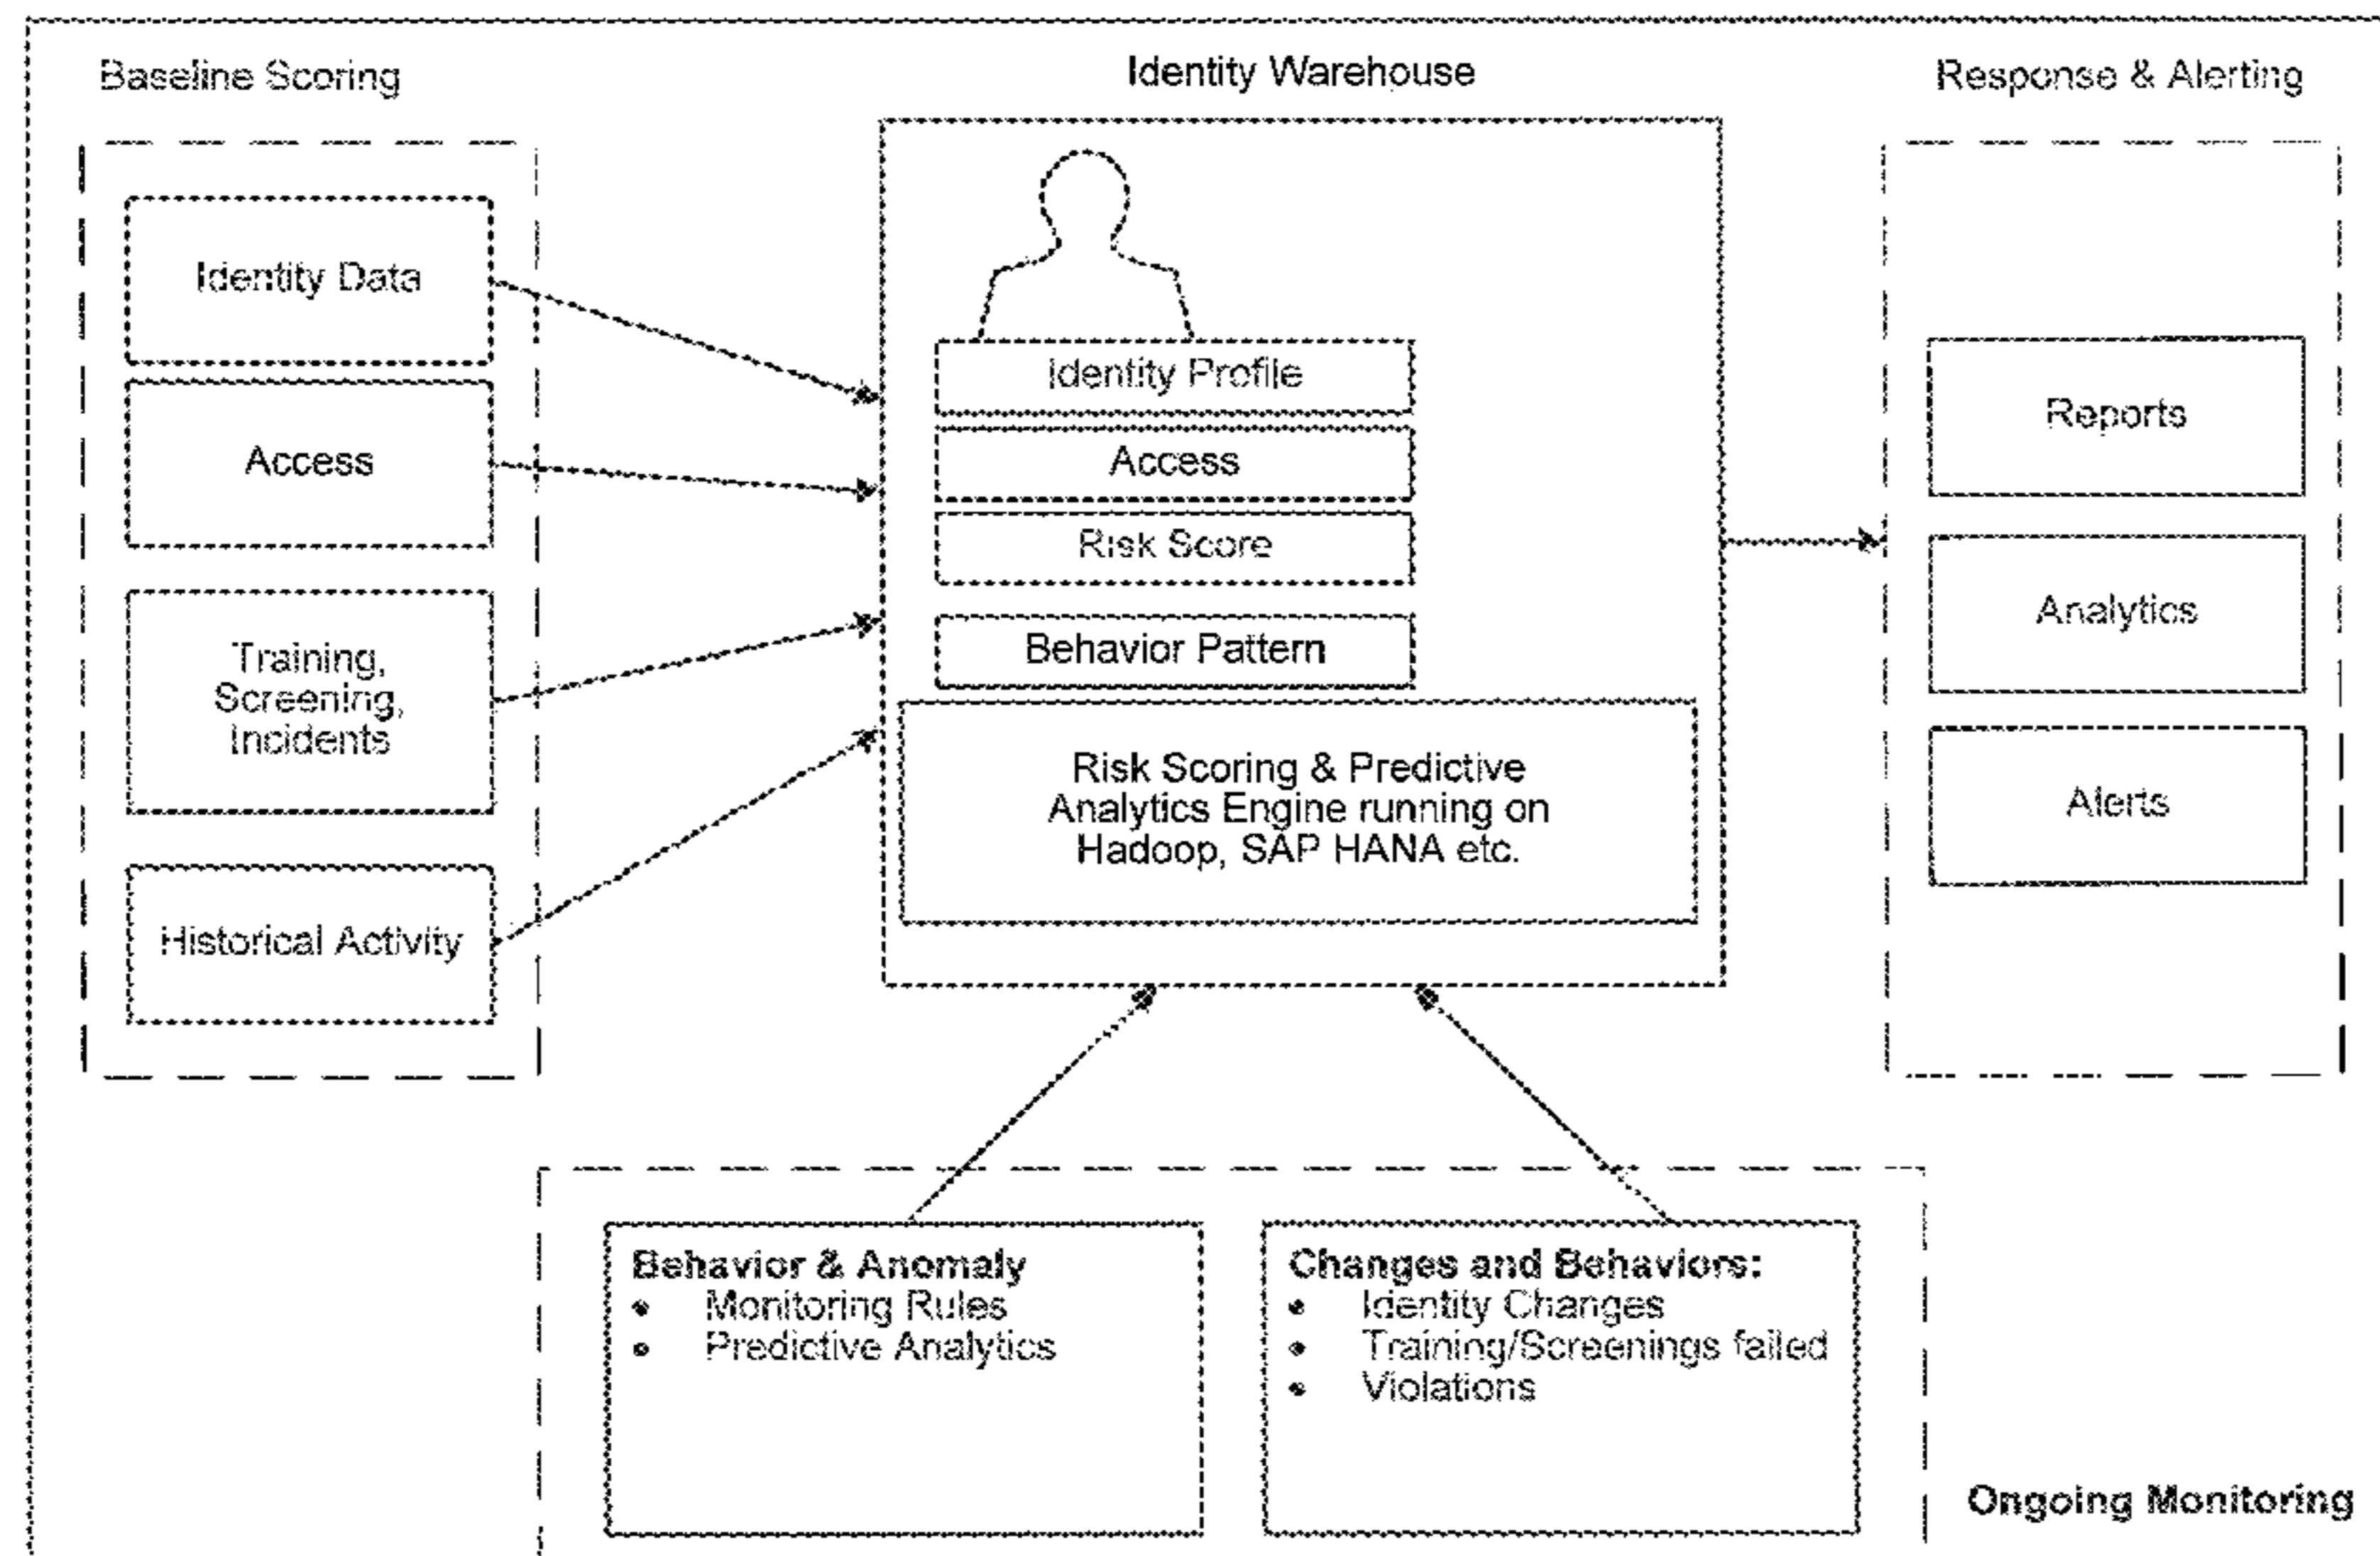 Baseline Scoring
Identity Warehouse
Response & Alerting
Identity Data
Access
Training,
Screening,
Incidents
Historical Activity
Identity Profile
Access
Risk Score
Behavior Pattern
Risk Scoring & Predictive
Analytics Engine running on
Hadoop, SAP HANA etc.
Reports
Analytics
Alerts
Behavior & Anomaly
• Monitoring Rules
• Predictive Analytics
Changes and Behaviors:
• Identity Changes
• Training/Screenings failed
• Violations
Ongoing Monitoring